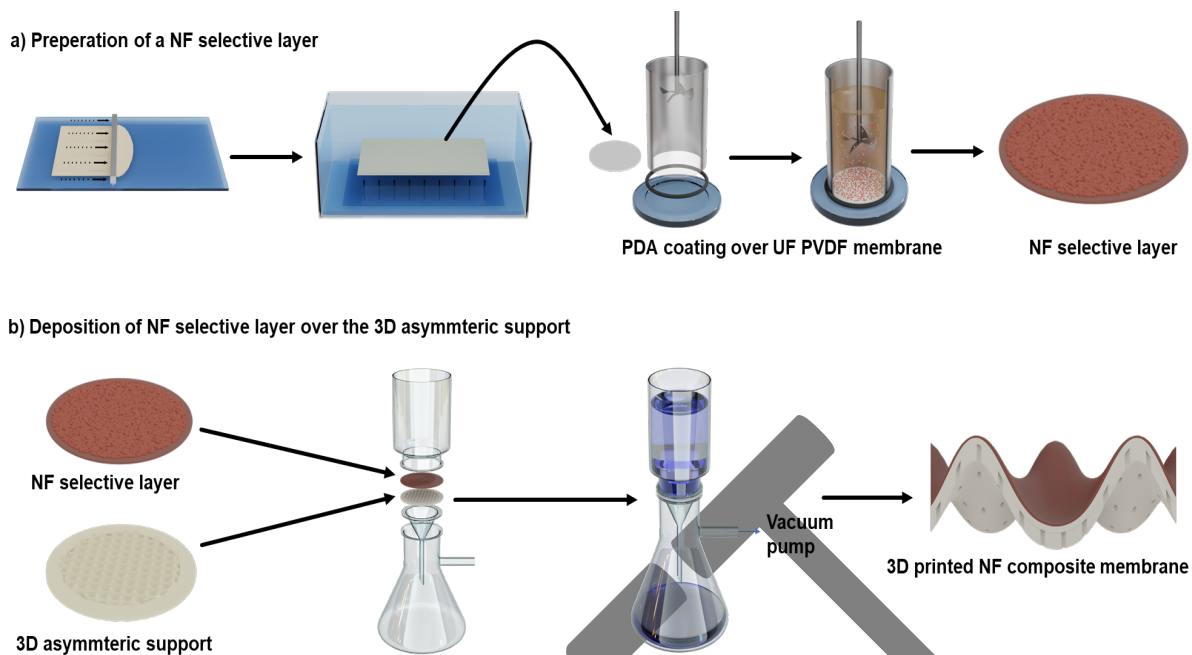 a) Preperation of a NF selective layer
PDA coating over UF PVDF membrane
NF selective layer
b) Deposition of NF selective layer over the 3D asymmteric support
NF selective layer
3D asymmteric support
Vacuum
pump
3D printed NF composite membrane